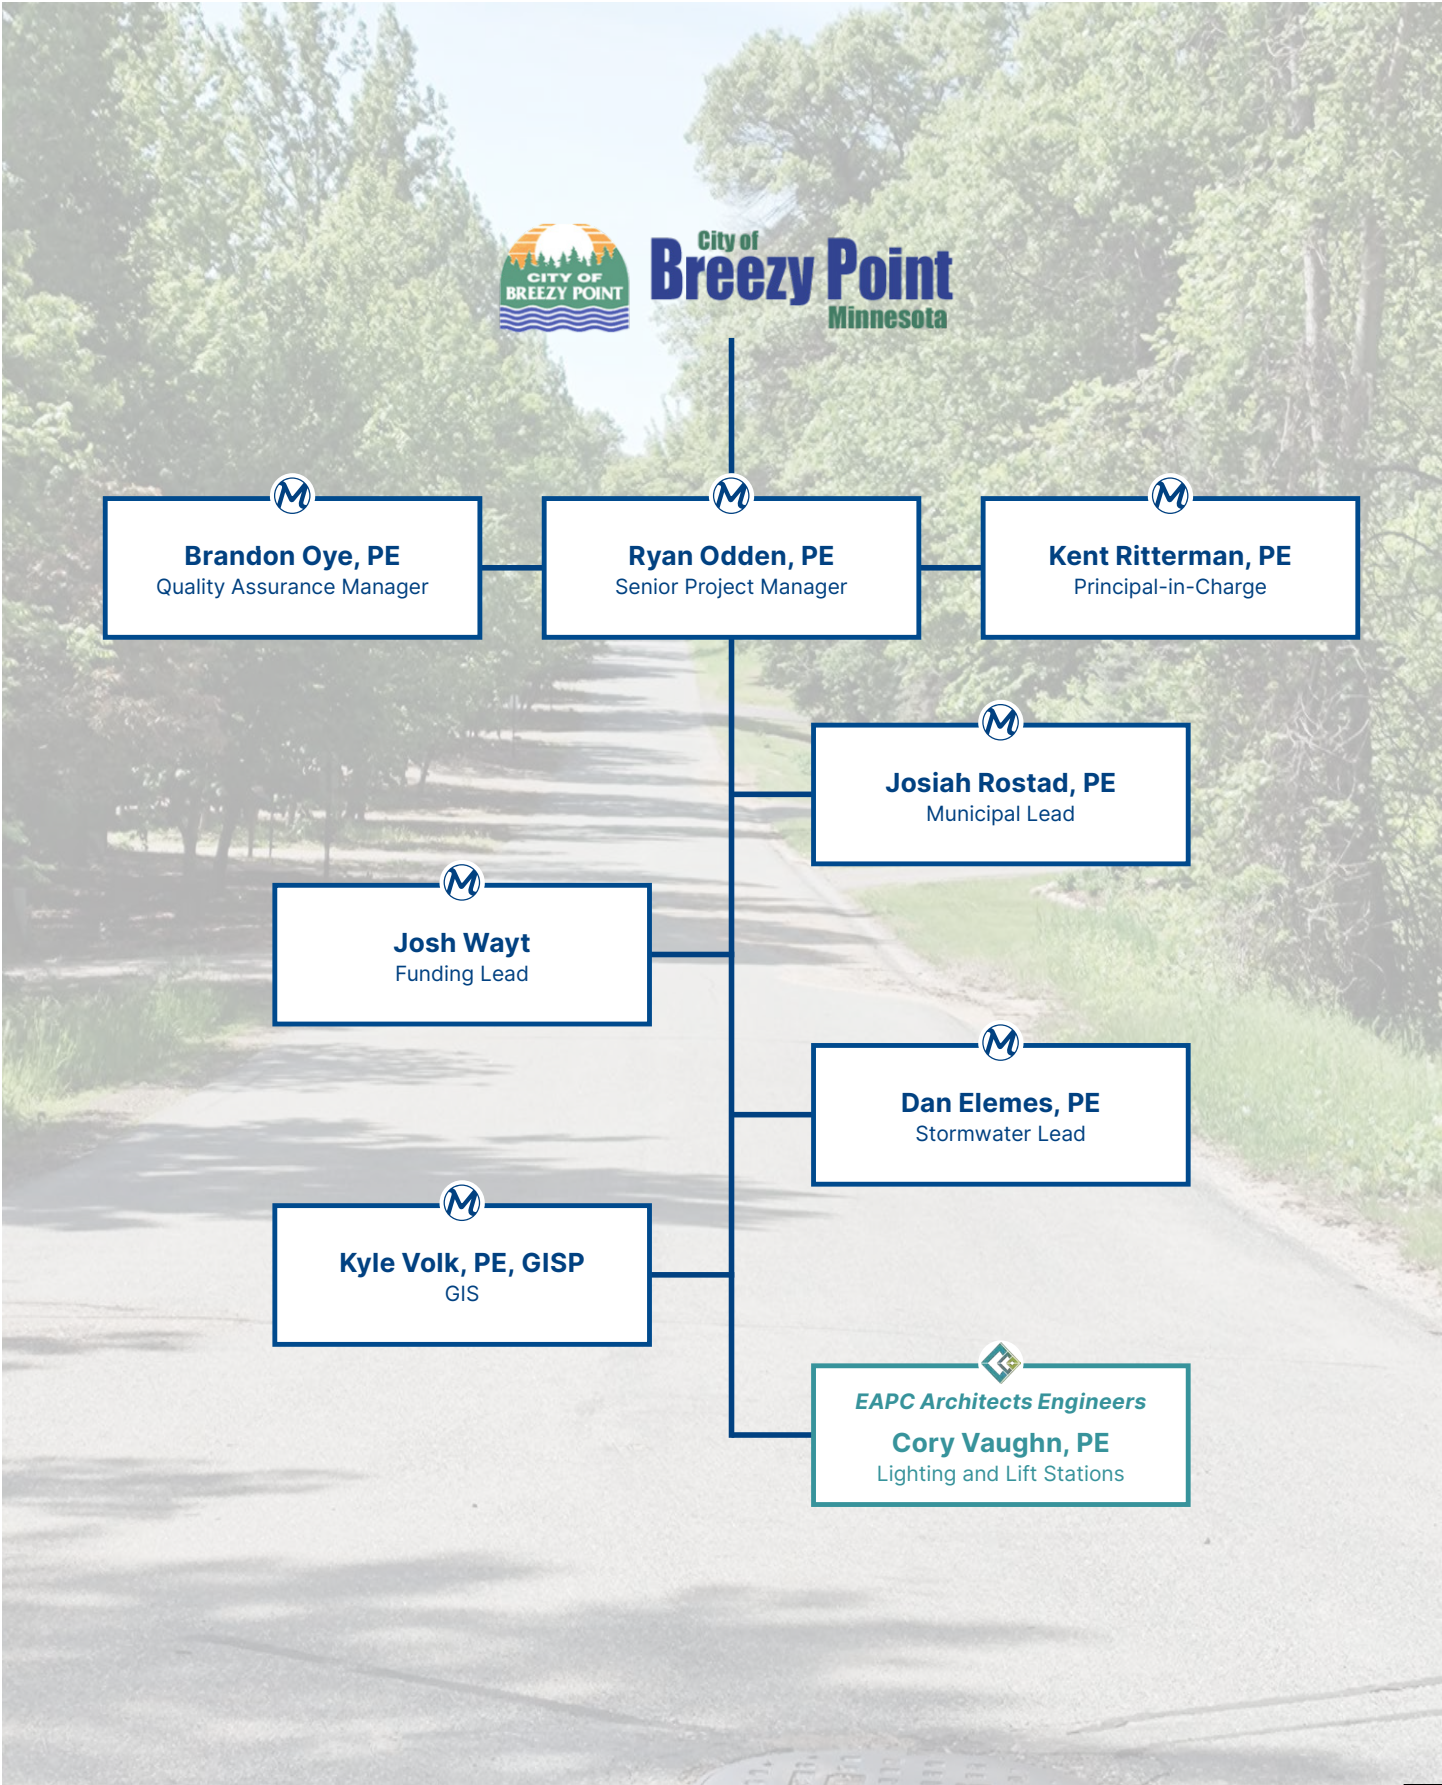 CITY OF
BREEZY POINT
City of
Breezy Point
Minnesota
M
Brandon Oye, PE
Quality Assurance Manager
M
Ryan Odden, PE
Senior Project Manager
M
Kent Ritterman, PE
Principal-in-Charge
M
Josiah Rostad, PE
Municipal Lead
M
Josh Wayt
Funding Lead
M
Dan Elemes, PE
Stormwater Lead
M
Kyle Volk, PE, GISP
GIS
EAPC Architects Engineers
Cory Vaughn, PE
Lighting and Lift Stations